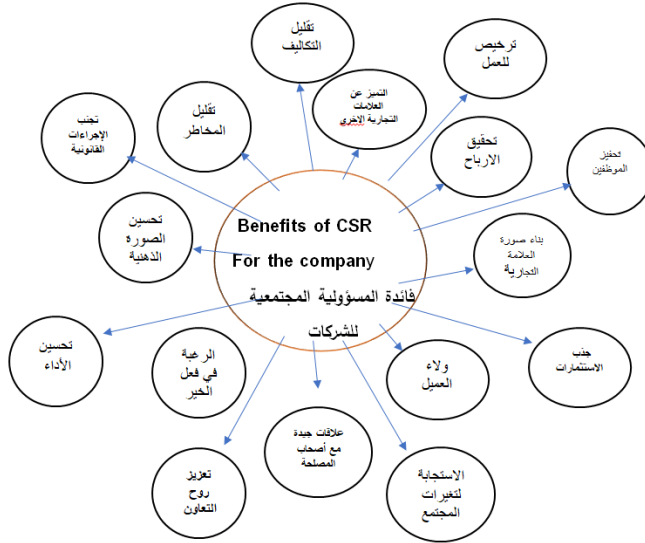 تقليل
التكاليف
ترخيص
للعمل
التميز عن
العلامات
التجارية الاخري
تقليل
المخاطر
تجنب
الإجراءات
القانونية
تحقيق
الارباح
تحفيز
الموظفين
تحسين
الصورة
الذهنية
Benefits of CSR
For the company
فائدة المسؤولية المجتمعية
للشركات
بناء صورة
العلامة
التجارية
تحسين
الأداء
الرغبة
في فعل
الخير
ولاء
العميل
جذب
الاستثمارات
علاقات جيدة
مع أصحاب
المصلحة
تعزيز
روح
التعاون
الاستجابة
لتغيرات
المجتمع